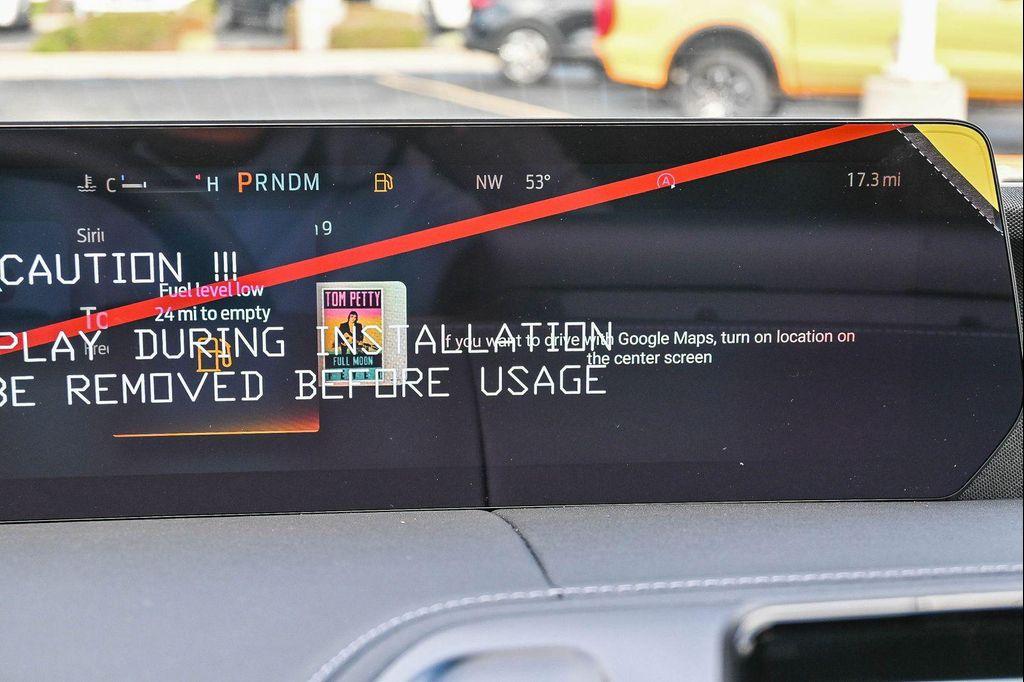 C H PRNDM NW 53° A 17.3 mi
Siri
CAUTION !!!
Fuel level low
24 mi to empty
TOM PETTY
FULL MOON
FEVER
PLAY DURING INSTALLATION
If you want to drive with Google Maps, turn on location on
the center screen
BE REMOVED BEFORE USAGE